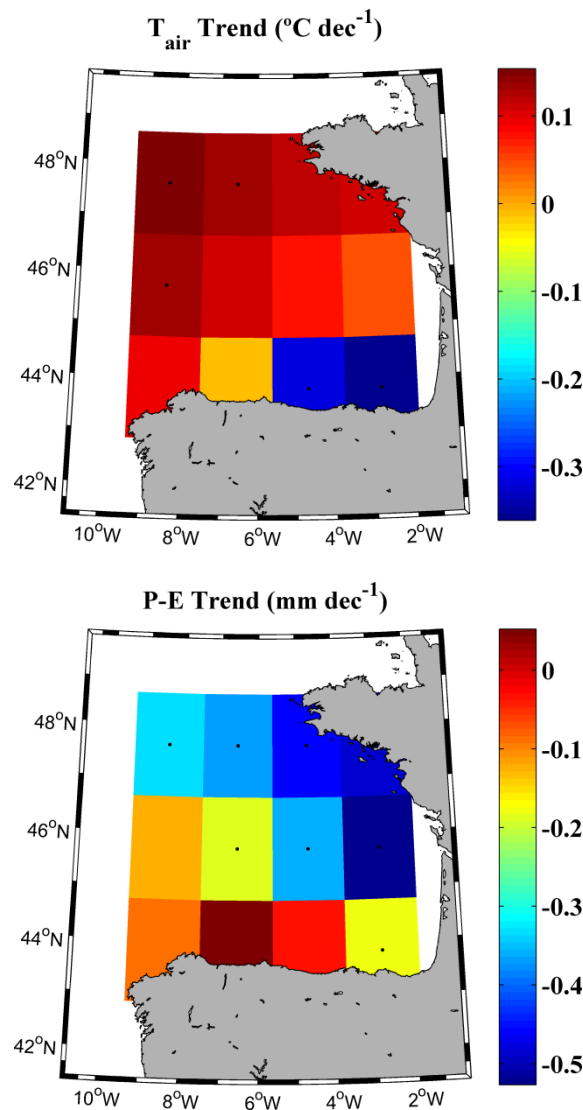 T_air Trend (ºC dec^-1)
48°N
46°N
44°N
42°N
10°W 8°W 6°W 4°W 2°W
0.1
0
-0.1
-0.2
-0.3
P-E Trend (mm dec^-1)
48°N
46°N
44°N
42°N
10°W 8°W 6°W 4°W 2°W
0
-0.1
-0.2
-0.3
-0.4
-0.5